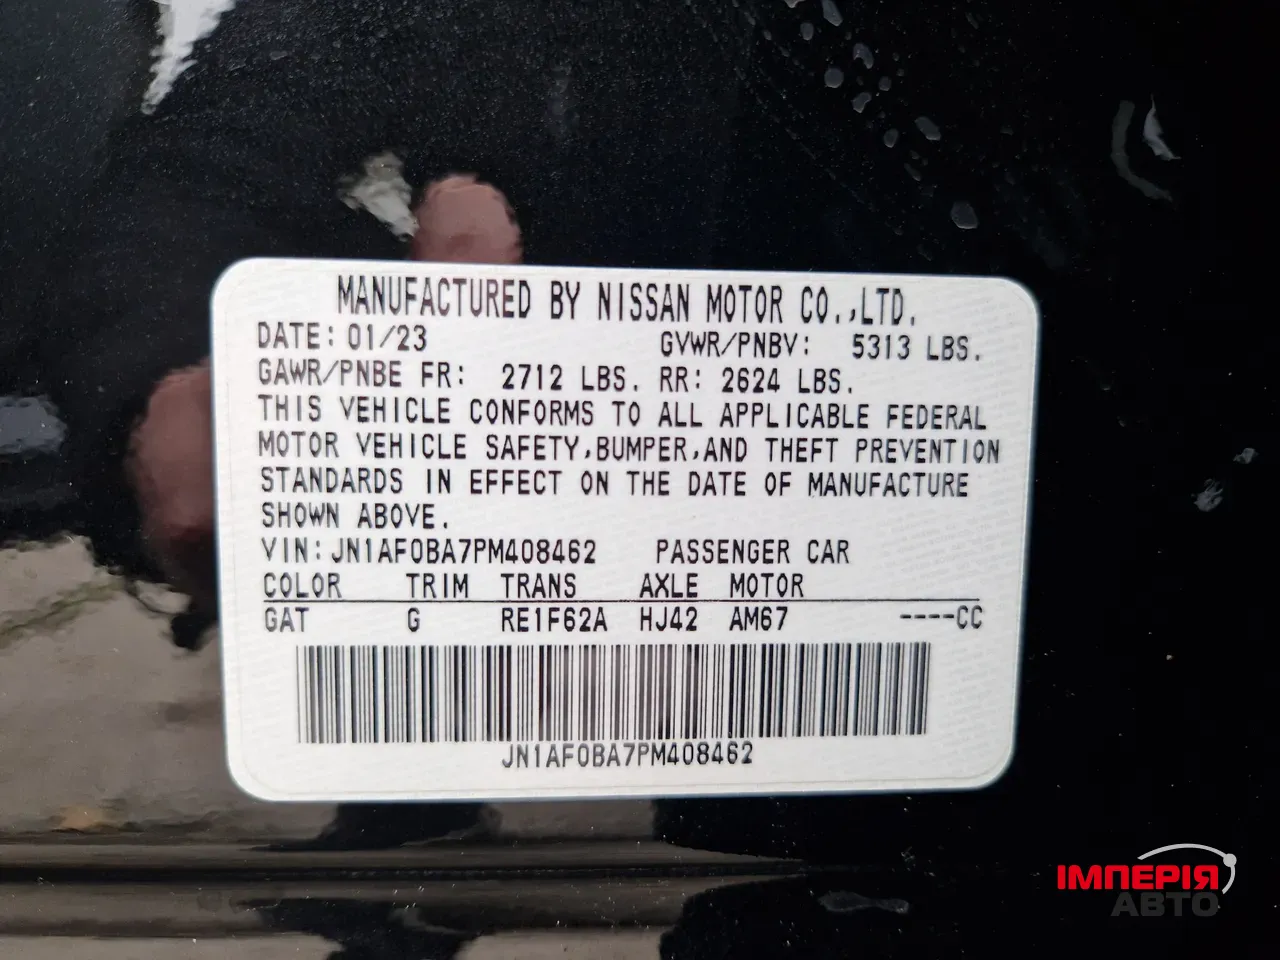 MANUFACTURED BY NISSAN MOTOR CO.,LTD.
DATE: 01/23 GVWR/PNBV: 5313 LBS.
GAWR/PNBE FR: 2712 LBS. RR: 2624 LBS.
THIS VEHICLE CONFORMS TO ALL APPLICABLE FEDERAL
MOTOR VEHICLE SAFETY,BUMPER,AND THEFT PREVENTION
STANDARDS IN EFFECT ON THE DATE OF MANUFACTURE
SHOWN ABOVE.
VIN: JN1AF0BA7PM408462 PASSENGER CAR
COLOR TRIM TRANS AXLE MOTOR
GAT G RE1F62A HJ42 AM67 ----CC
JN1AF0BA7PM408462
ІМПЕРІЯ
АВТО